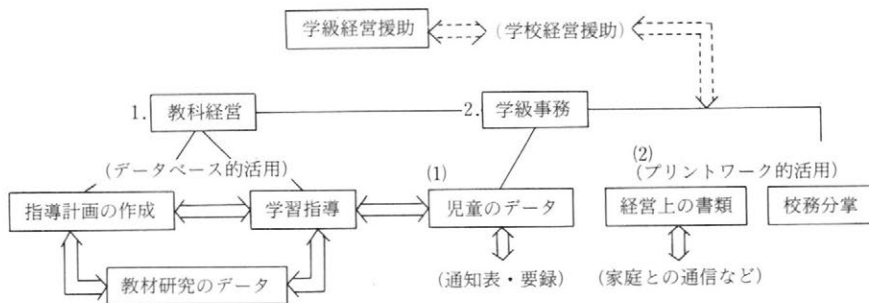 学級経営援助 (学校経営援助)
1. 教科経営 2. 学級事務
(データベース的活用) (1) (2)
(プリントワーク的活用)
指導計画の作成 学習指導 児童のデータ 経営上の書類 校務分掌
教材研究のデータ (通知表・要録) (家庭との通信など)